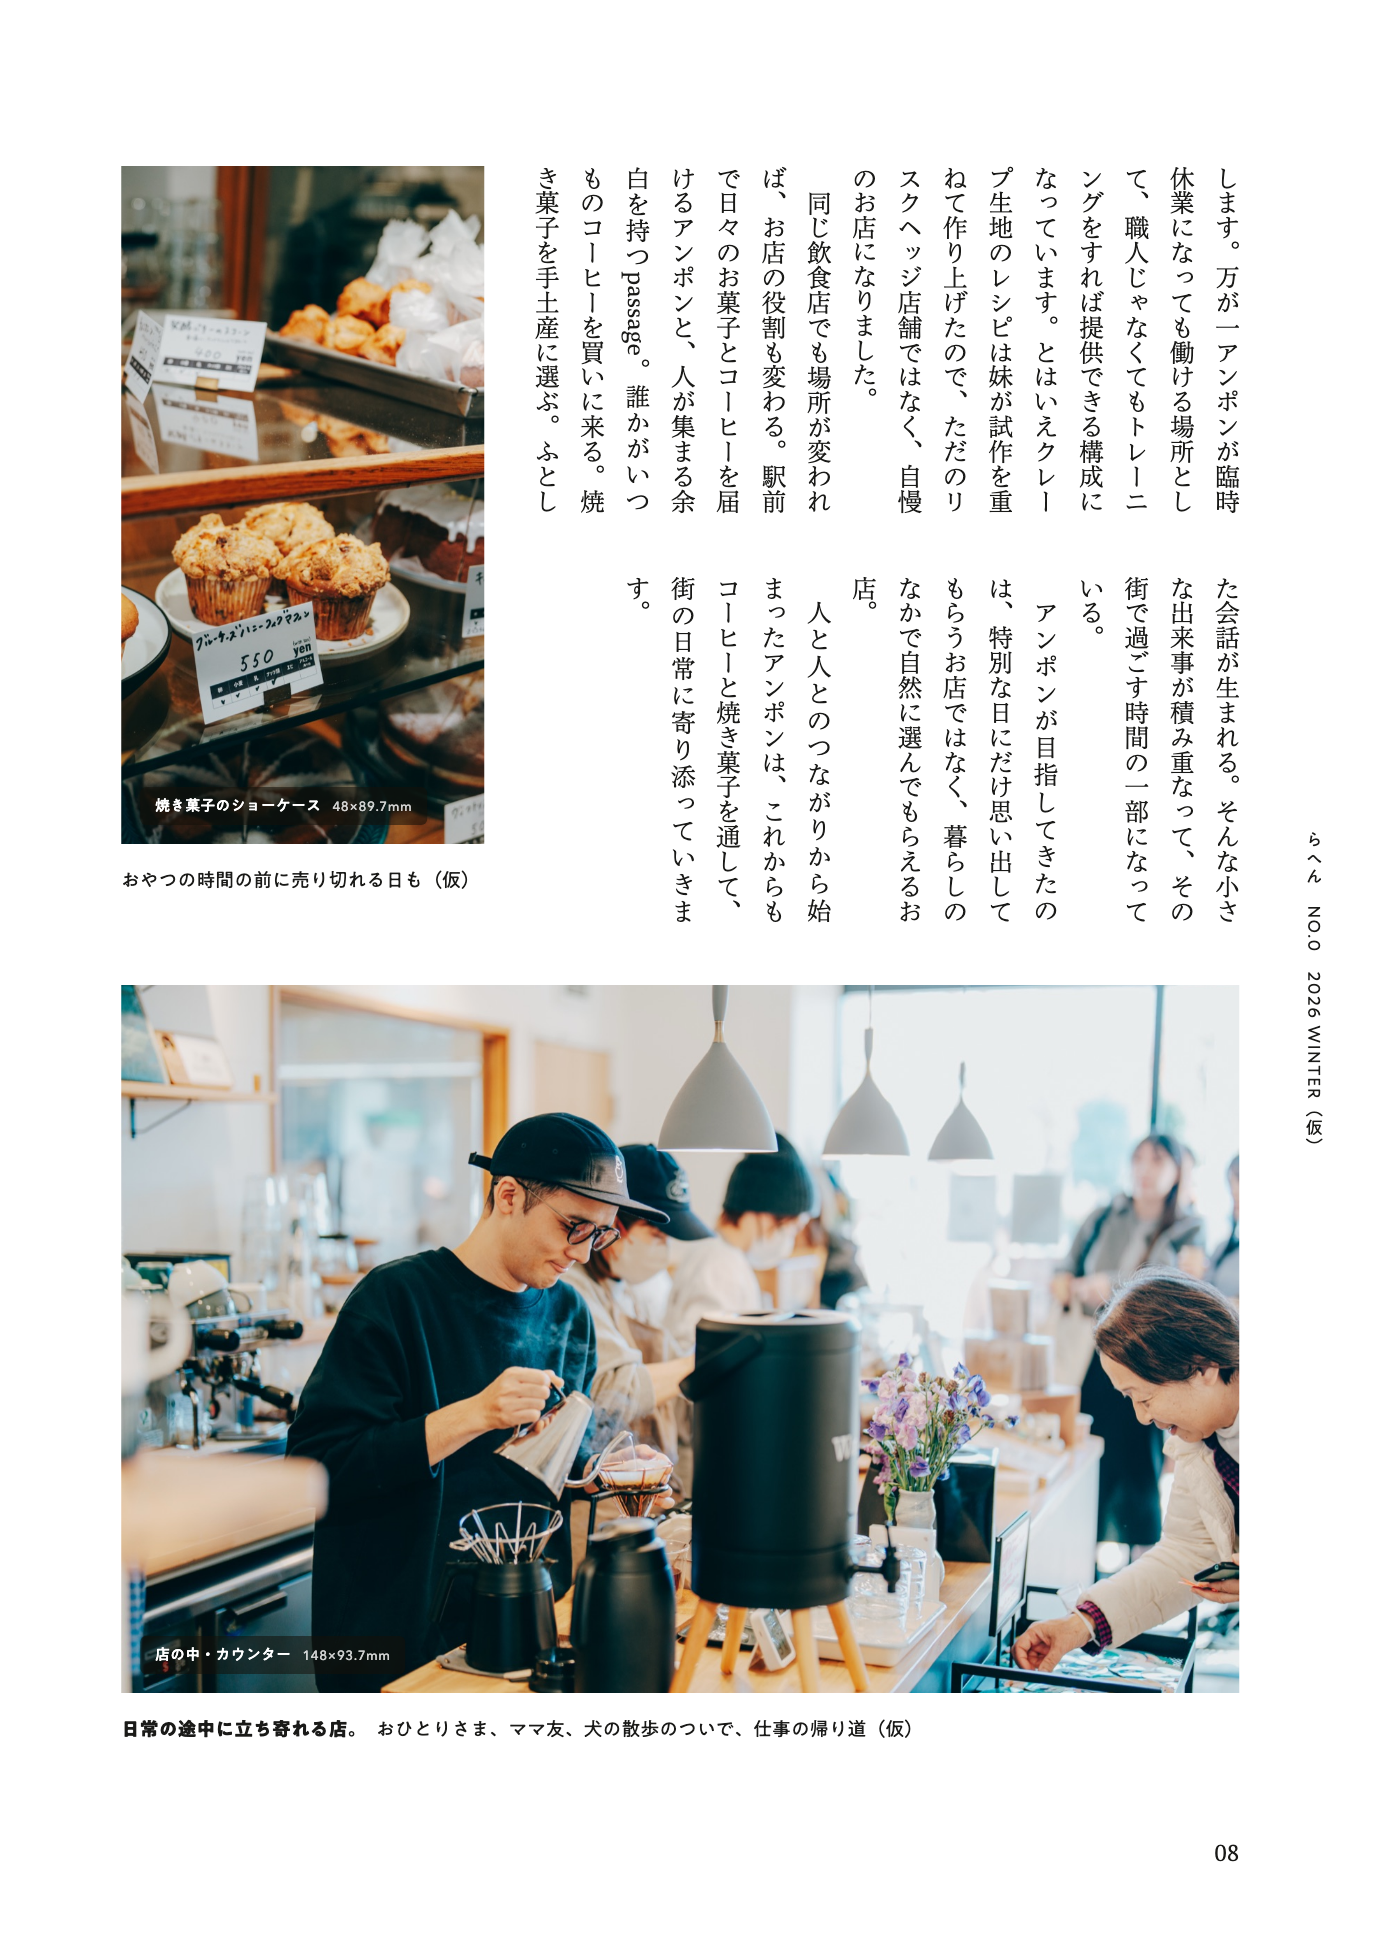 します。万が一アンポンが臨時
休業になっても働ける場所とし
て、職人じゃなくてもトレーニ
ングをすれば提供できる構成に
なっています。とはいえクレー
プ生地のレシピは妹が試作を重
ねて作り上げたので、ただのリ
スクヘッジ店舗ではなく、自慢
のお店になりました。
同じ飲食店でも場所が変われ
ば、お店の役割も変わる。駅前
で日々のお菓子とコーヒーを届
けるアンポンと、人が集まる余
白を持つpassage。誰かがいつ
ものコーヒーを買いに来る。焼
き菓子を手土産に選ぶ。ふとし
た会話が生まれる。そんな小さ
な出来事が積み重なって、その
街で過ごす時間の一部になって
いる。
アンポンが目指してきたの
は、特別な日にだけ思い出して
もらうお店ではなく、暮らしの
なかで自然に選んでもらえるお
店。
人と人とのつながりから始
まったアンポンは、これからも
コーヒーと焼き菓子を通して、
街の日常に寄り添っていきま
す。
400 yen
ブルーチーズハニーフィグマフィン
550 yen
焼き菓子のショーケース 48×89.7mm
おやつの時間の前に売り切れる日も（仮）
らへん NO.0 2026 WINTER（仮）
店の中・カウンター 148×93.7mm
日常の途中に立ち寄れる店。 おひとりさま、ママ友、犬の散歩のついで、仕事の帰り道（仮）
08